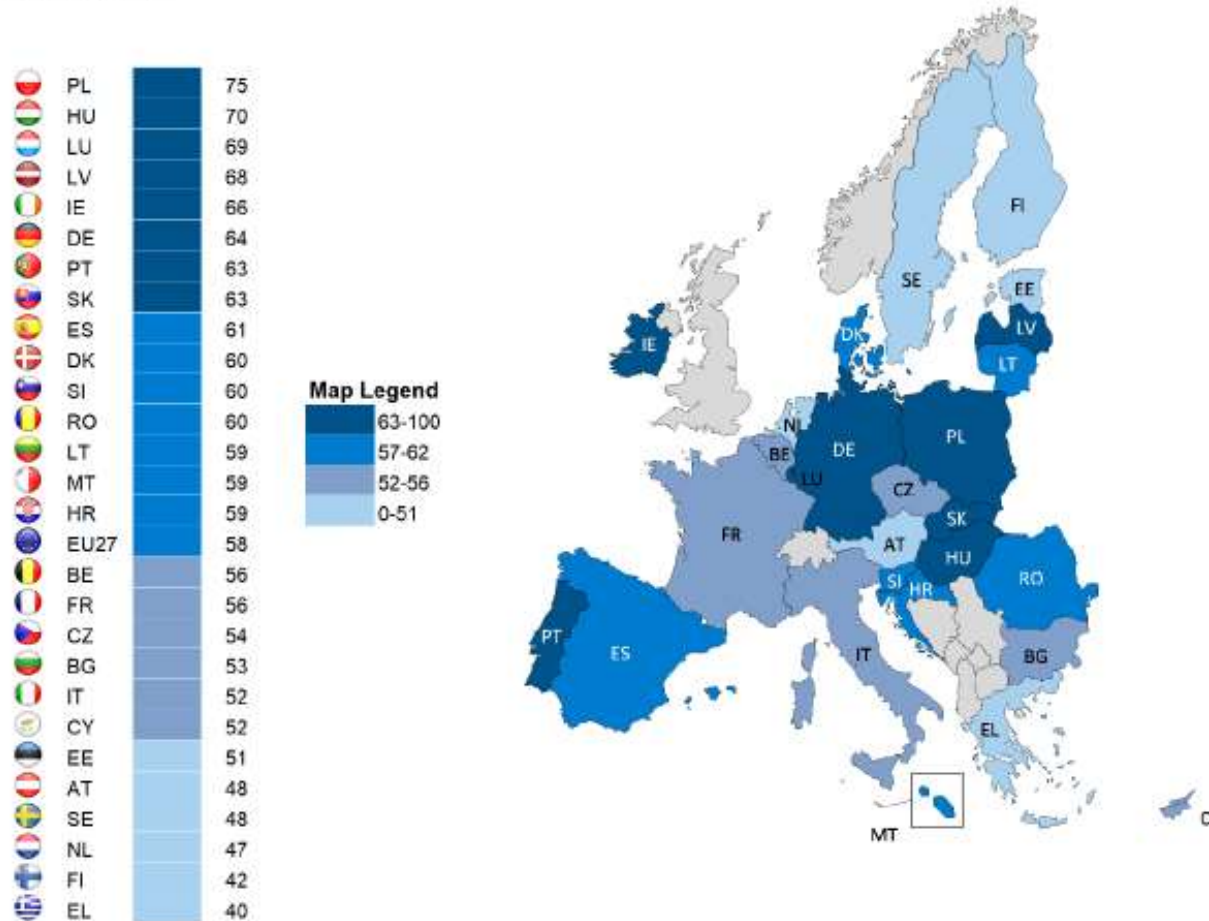 PL 75
HU 70
LU 69
LV 68
IE 66
DE 64
PT 63
SK 63
ES 61
DK 60
SI 60
RO 60
LT 59
MT 59
HR 59
EU27 58
BE 56
FR 56
CZ 54
BG 53
IT 52
CY 52
EE 51
AT 48
SE 48
NL 47
FI 42
EL 40
Map Legend
63-100
57-62
52-56
0-51
FI
SE
EE
LV
LT
DK
IE
NL
BE
DE
PL
LU
CZ
SK
FR
AT
HU
RO
SI
HR
PT
ES
IT
BG
EL
MT